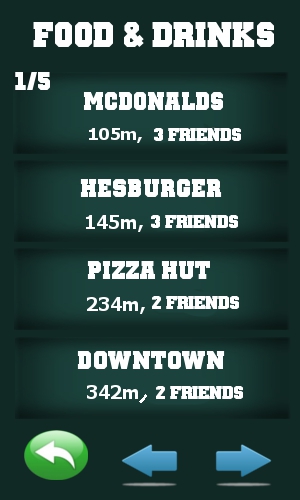 FOOD & DRINKS
1/5
MCDONALDS
105m, 3 FRIENDS
HESBURGER
145m, 3 FRIENDS
PIZZA HUT
234m, 2 FRIENDS
DOWNTOWN
342m, 2 FRIENDS